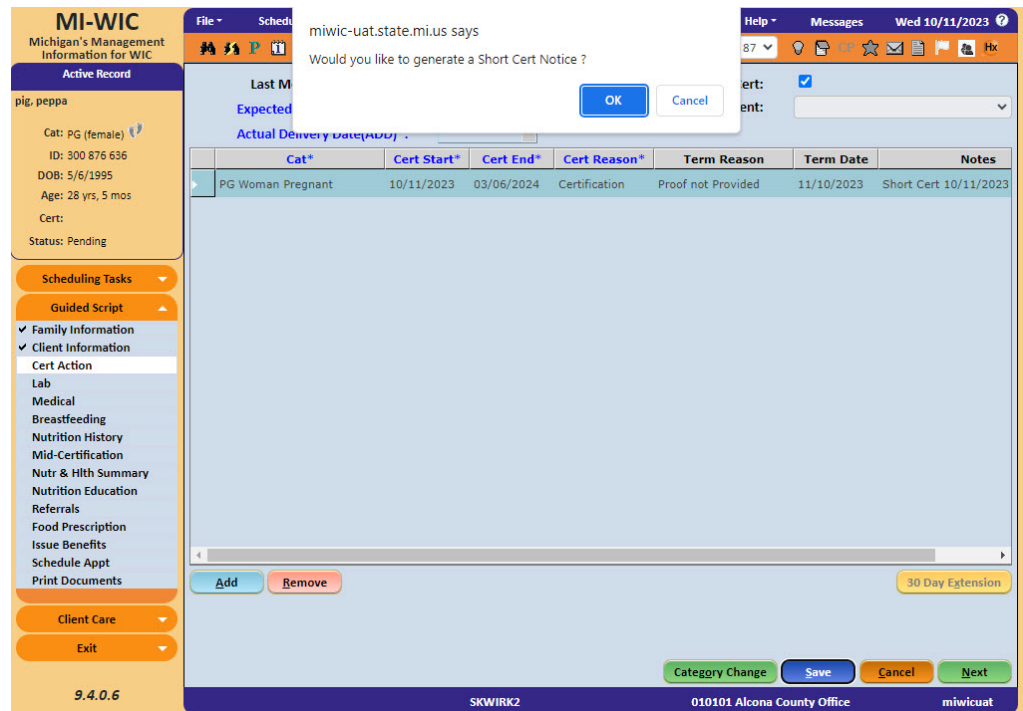 MI-WIC
Michigan's Management
Information for WIC
Active Record
pig, peppa
Cat: PG (female)
ID: 300 876 636
DOB: 5/6/1995
Age: 28 yrs, 5 mos
Cert:
Status: Pending
Scheduling Tasks
Guided Script
Family Information
Client Information
Cert Action
Lab
Medical
Breastfeeding
Nutrition History
Mid-Certification
Nutr & Hlth Summary
Nutrition Education
Referrals
Food Prescription
Issue Benefits
Schedule Appt
Print Documents
Client Care
Exit
9.4.0.6
File Schedu Help Messages Wed 10/11/2023 ?
P 87 CP Hx
miwic-uat.state.mi.us says
Would you like to generate a Short Cert Notice ?
OK Cancel
Last M ert:
Expected ent:
Actual Delivery Date(ADD) :
Cat* Cert Start* Cert End* Cert Reason* Term Reason Term Date Notes
PG Woman Pregnant 10/11/2023 03/06/2024 Certification Proof not Provided 11/10/2023 Short Cert 10/11/2023
Add Remove 30 Day Extension
Category Change Save Cancel Next
SKWIRK2 010101 Alcona County Office miwicuat